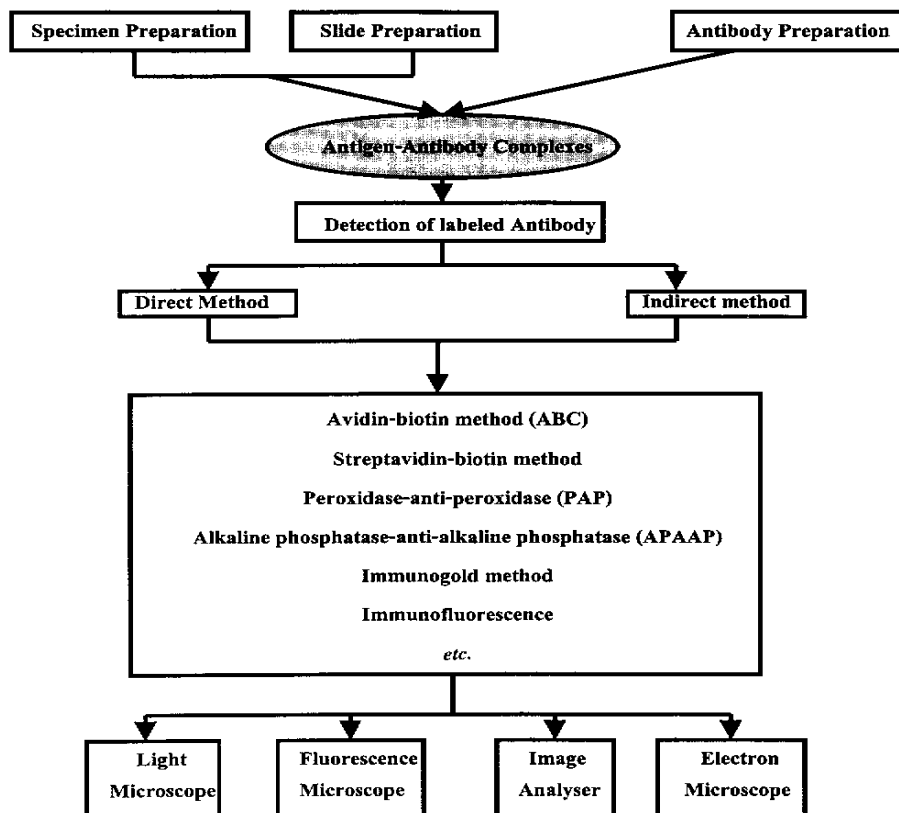 Specimen Preparation
Slide Preparation
Antibody Preparation
Antigen-Antibody Complexes
Detection of labeled Antibody
Direct Method
Indirect method
Avidin-biotin method (ABC)
Streptavidin-biotin method
Peroxidase-anti-peroxidase (PAP)
Alkaline phosphatase-anti-alkaline phosphatase (APAAP)
Immunogold method
Immunofluorescence
etc.
Light
Microscope
Fluorescence
Microscope
Image
Analyser
Electron
Microscope